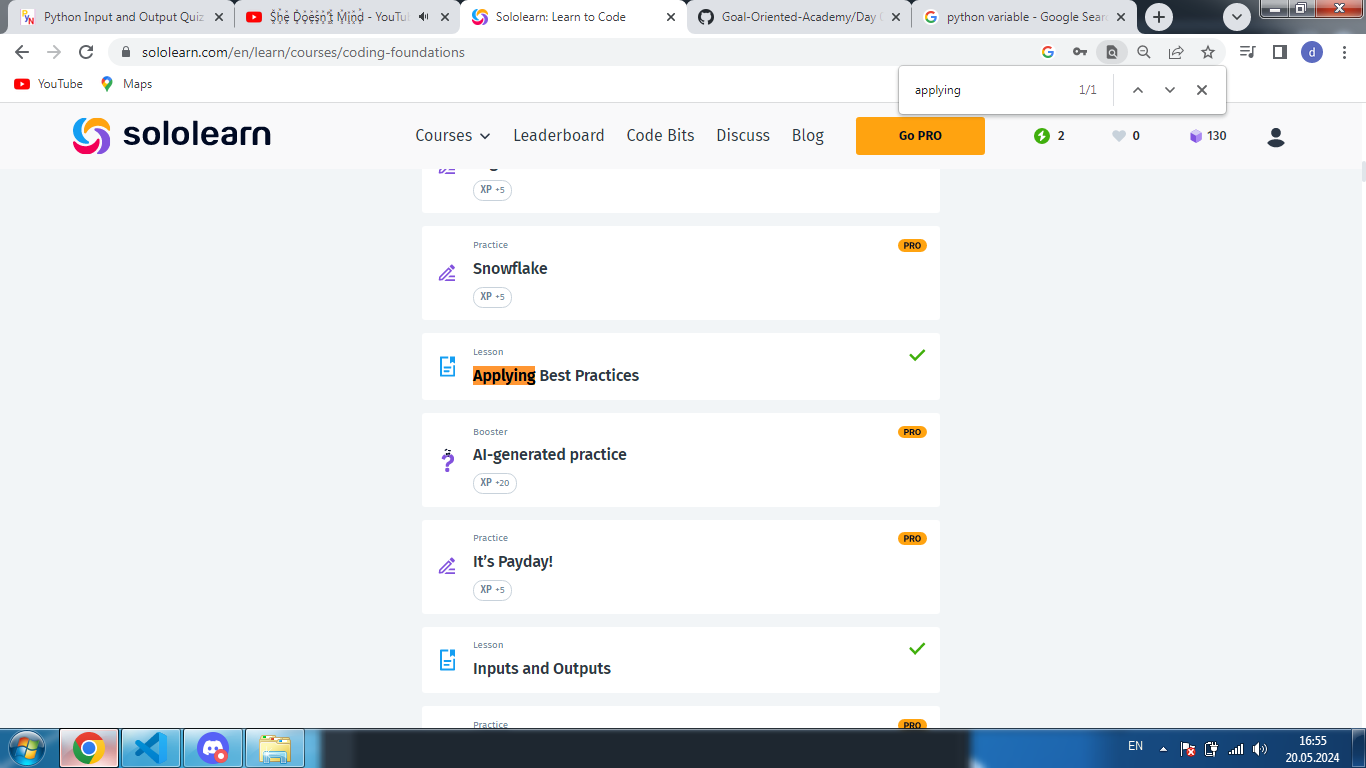 Python Input and Output Quiz
She Doesn't Mind - YouTu
Sololearn: Learn to Code
Goal-Oriented-Academy/Day
python variable - Google Sear
sololearn.com/en/learn/courses/coding-foundations
d
YouTube
Maps
applying
1/1
sololearn
Courses
Leaderboard
Code Bits
Discuss
Blog
Go PRO
2
0
130
XP +5
Practice
PRO
Snowflake
XP +5
Lesson
Applying Best Practices
Booster
PRO
AI-generated practice
XP +20
Practice
PRO
It's Payday!
XP +5
Lesson
Inputs and Outputs
Practice
PRO
EN
16:55
20.05.2024